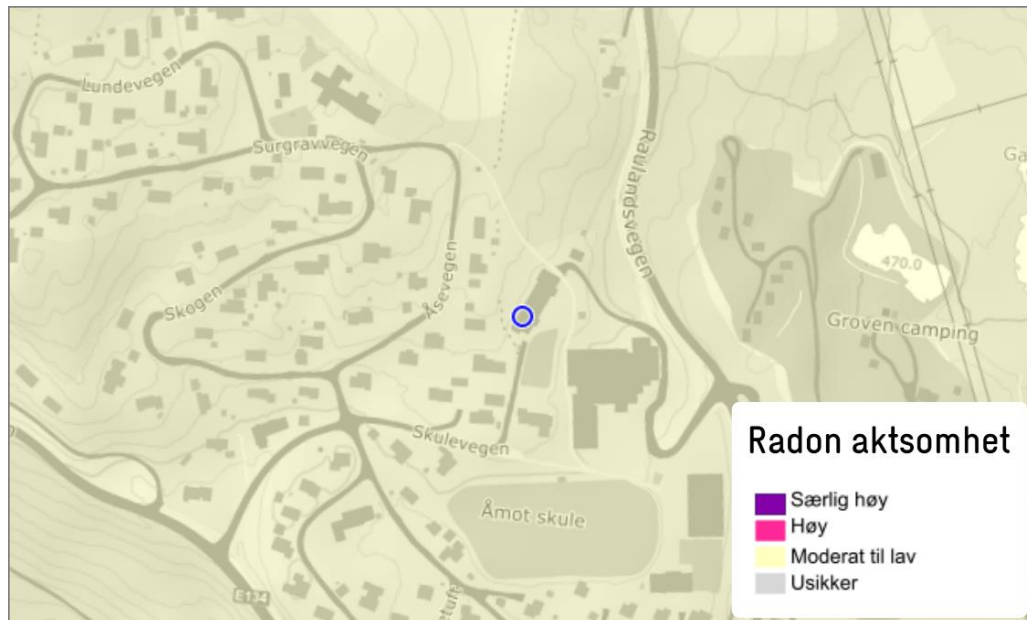 Lundevegen
Surgravvegen
Raulandsvegen
Åsevegen
Skogen
470.0
Groven camping
Skulevegen
Åmot skule
E134
Radon aktsomhet
Særlig høy
Høy
Moderat til lav
Usikker